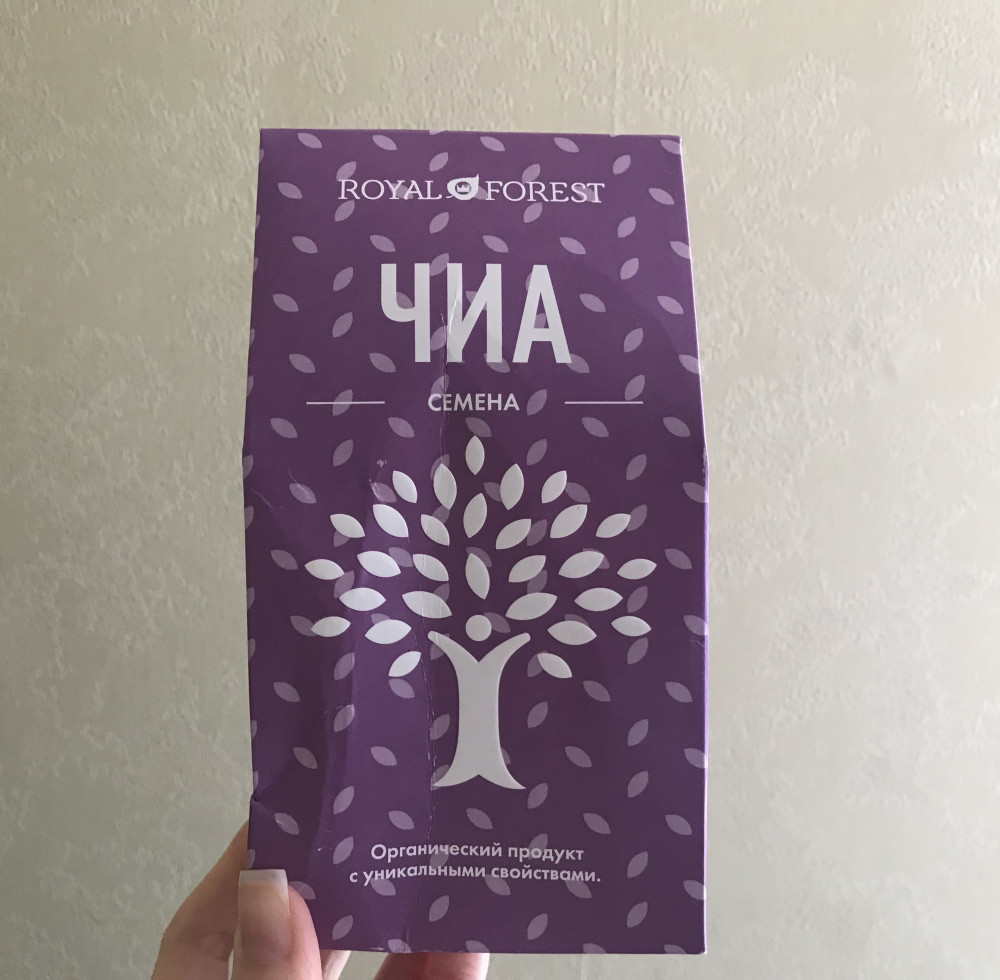 ROYAL FOREST
ЧИА
СЕМЕНА
Органический продукт
с уникальными свойствами.